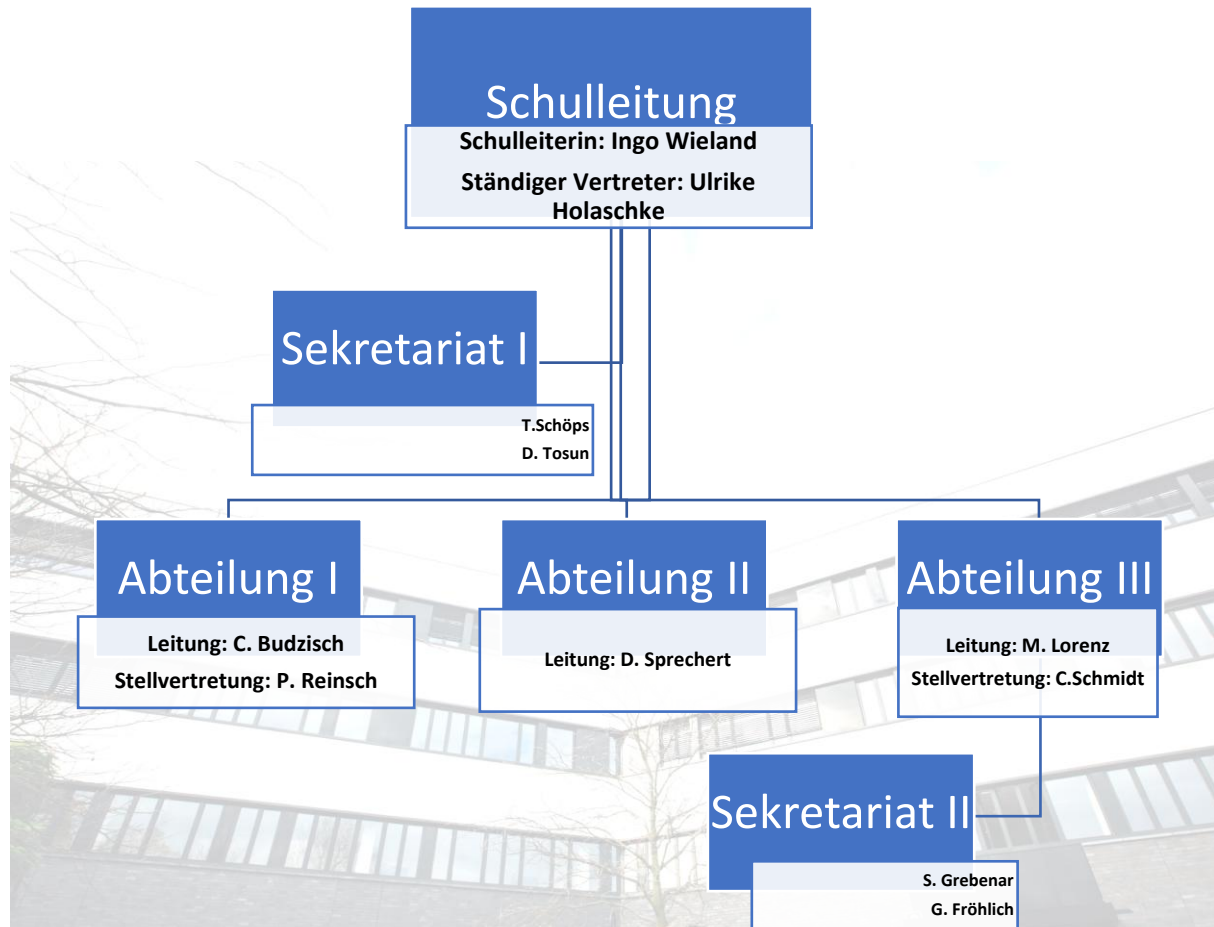 Schulleitung
Schulleiterin: Ingo Wieland
Ständiger Vertreter: Ulrike
Holaschke
Sekretariat I
T.Schöps
D. Tosun
Abteilung I
Leitung: C. Budzisch
Stellvertretung: P. Reinsch
Abteilung II
Leitung: D. Sprechert
Abteilung III
Leitung: M. Lorenz
Stellvertretung: C.Schmidt
Sekretariat II
S. Grebenar
G. Fröhlich